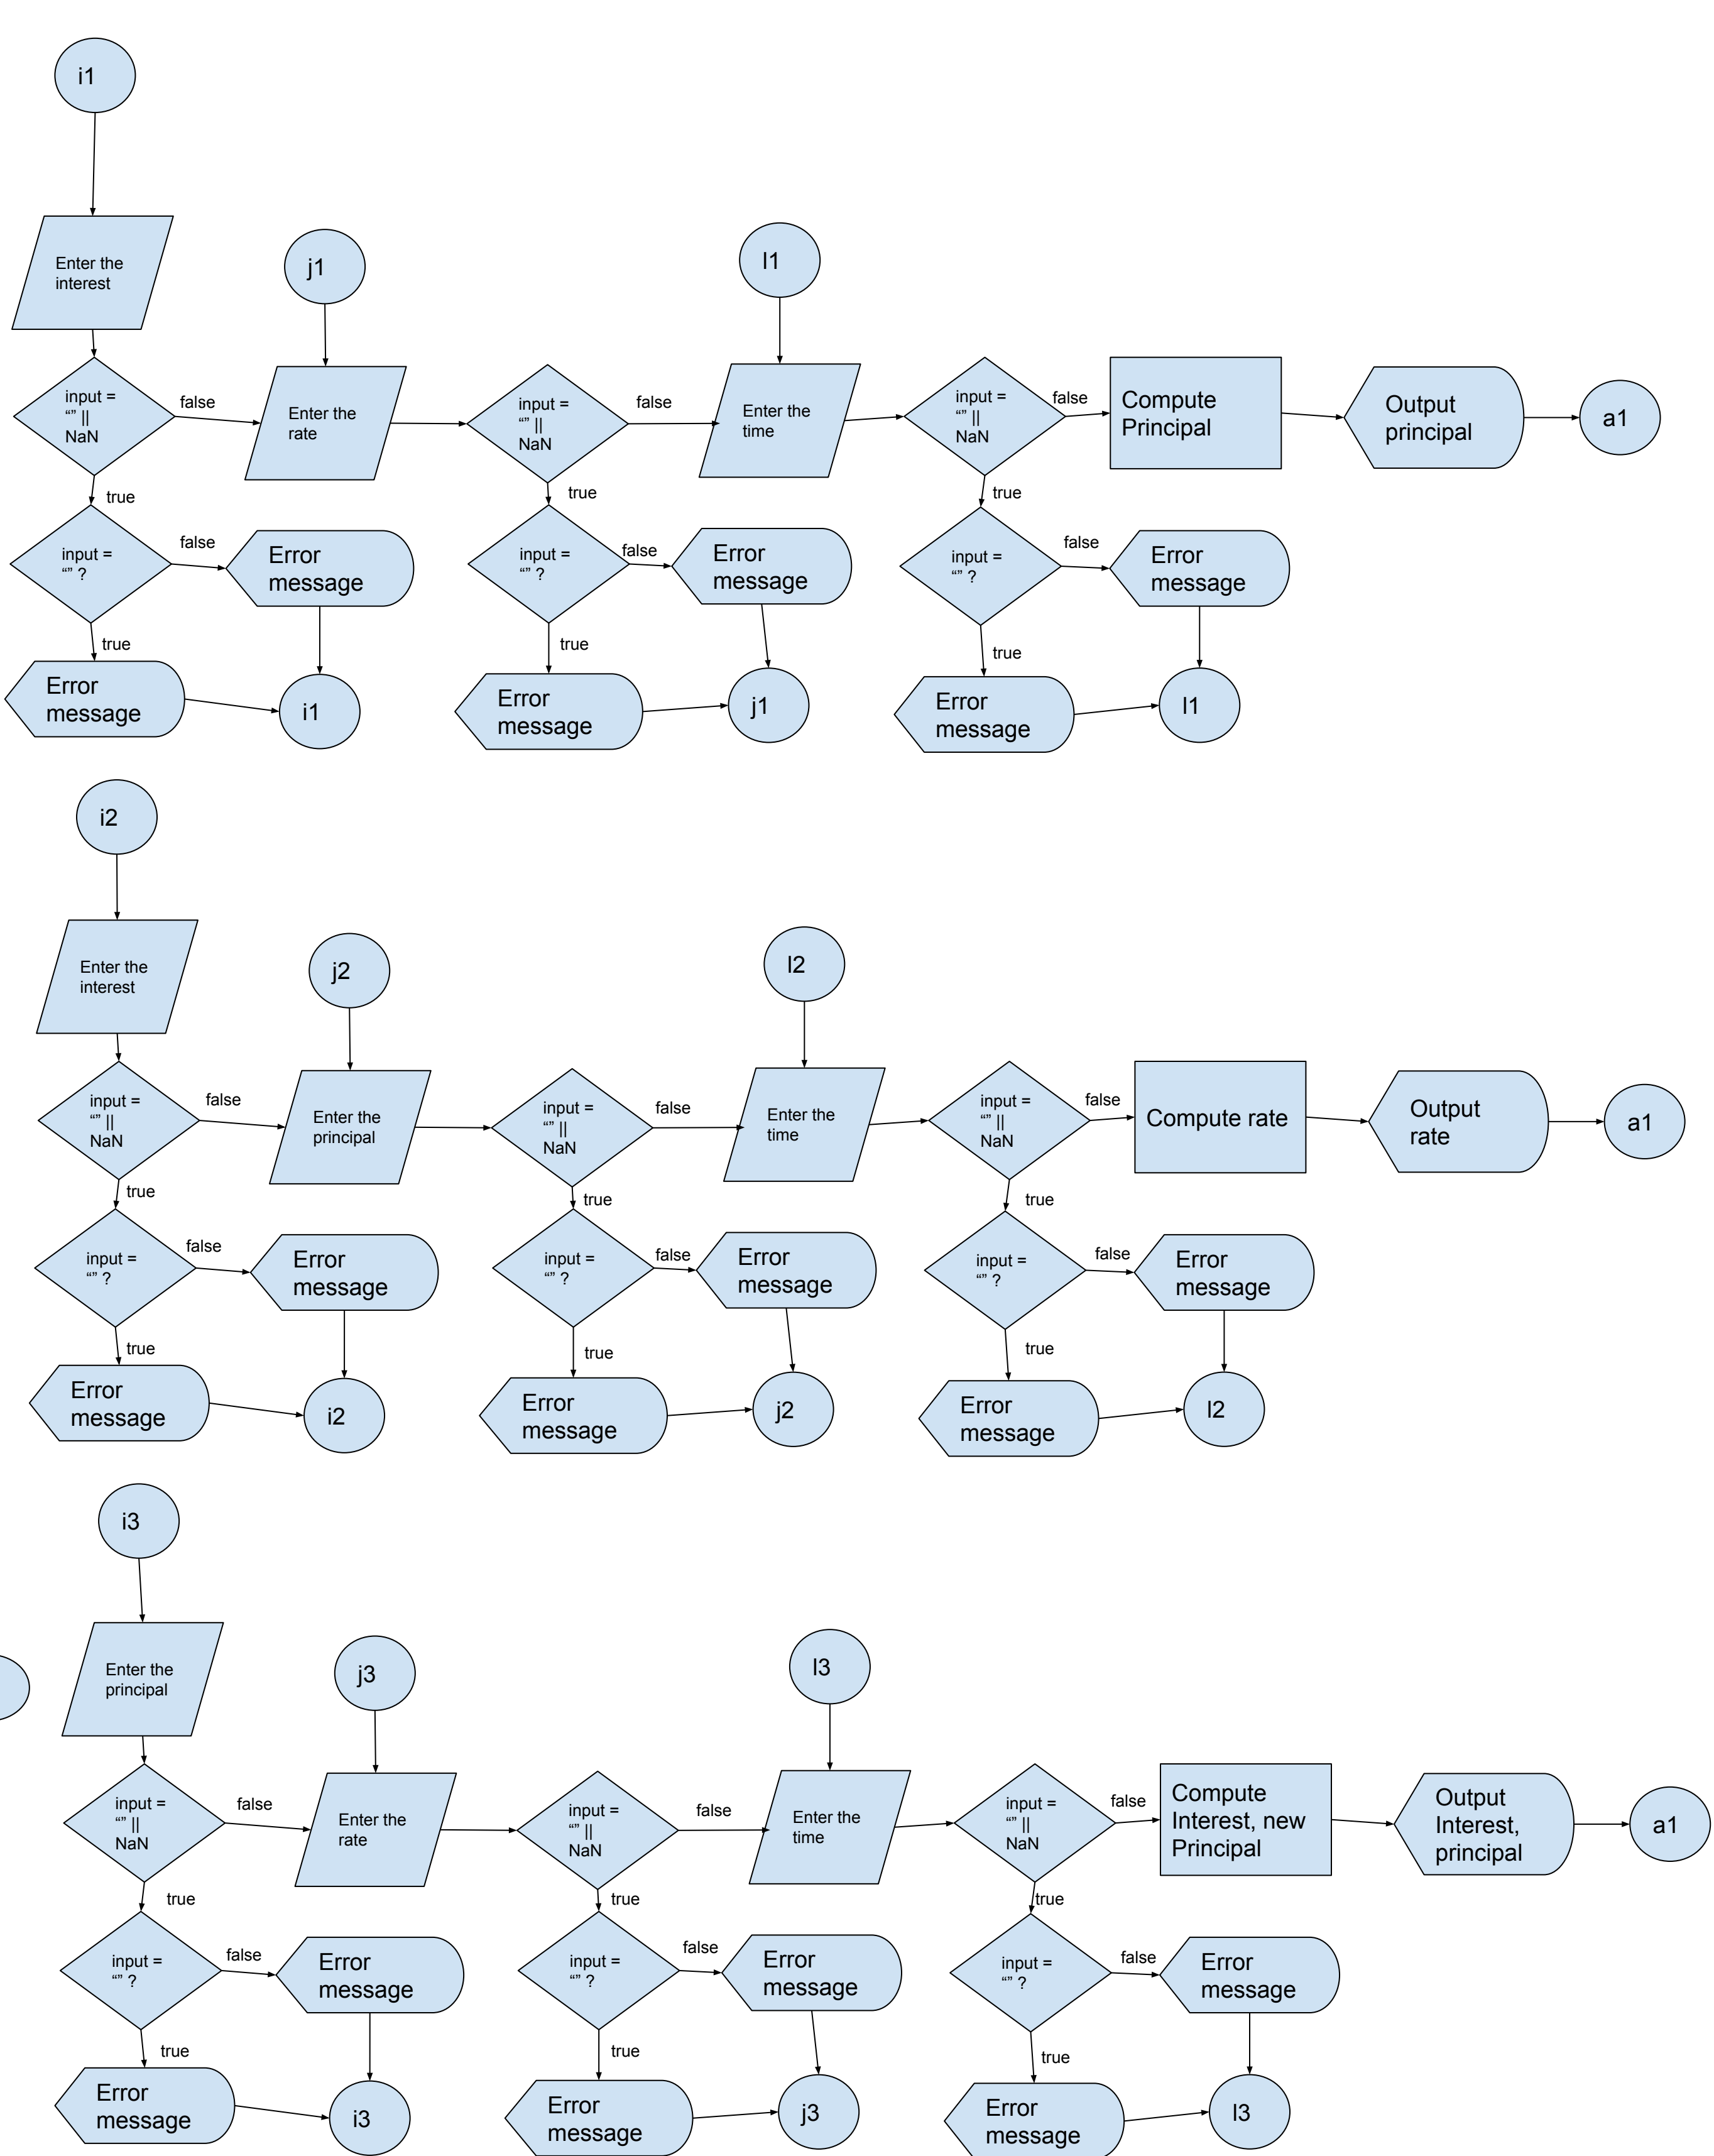 i1
Enter the
interest
j1
l1
input =
“” ||
NaN
false
Enter the
rate
input =
“” ||
NaN
false
Enter the
time
input =
“” ||
NaN
false
Compute
Principal
Output
principal
a1
true
true
true
input =
“” ?
false
Error
message
input =
“” ?
false
Error
message
input =
“” ?
false
Error
message
true
true
true
Error
message
i1
Error
message
j1
Error
message
l1
i2
Enter the
interest
j2
l2
input =
“” ||
NaN
false
Enter the
principal
input =
“” ||
NaN
false
Enter the
time
input =
“” ||
NaN
false
Compute rate
Output
rate
a1
true
true
true
input =
“” ?
false
Error
message
input =
“” ?
false
Error
message
input =
“” ?
false
Error
message
true
true
true
Error
message
i2
Error
message
j2
Error
message
l2
i3
Enter the
principal
j3
l3
input =
“” ||
NaN
false
Enter the
rate
input =
“” ||
NaN
false
Enter the
time
input =
“” ||
NaN
false
Compute
Interest, new
Principal
Output
Interest,
principal
a1
true
true
true
input =
“” ?
false
Error
message
input =
“” ?
false
Error
message
input =
“” ?
false
Error
message
true
true
true
Error
message
i3
Error
message
j3
Error
message
l3